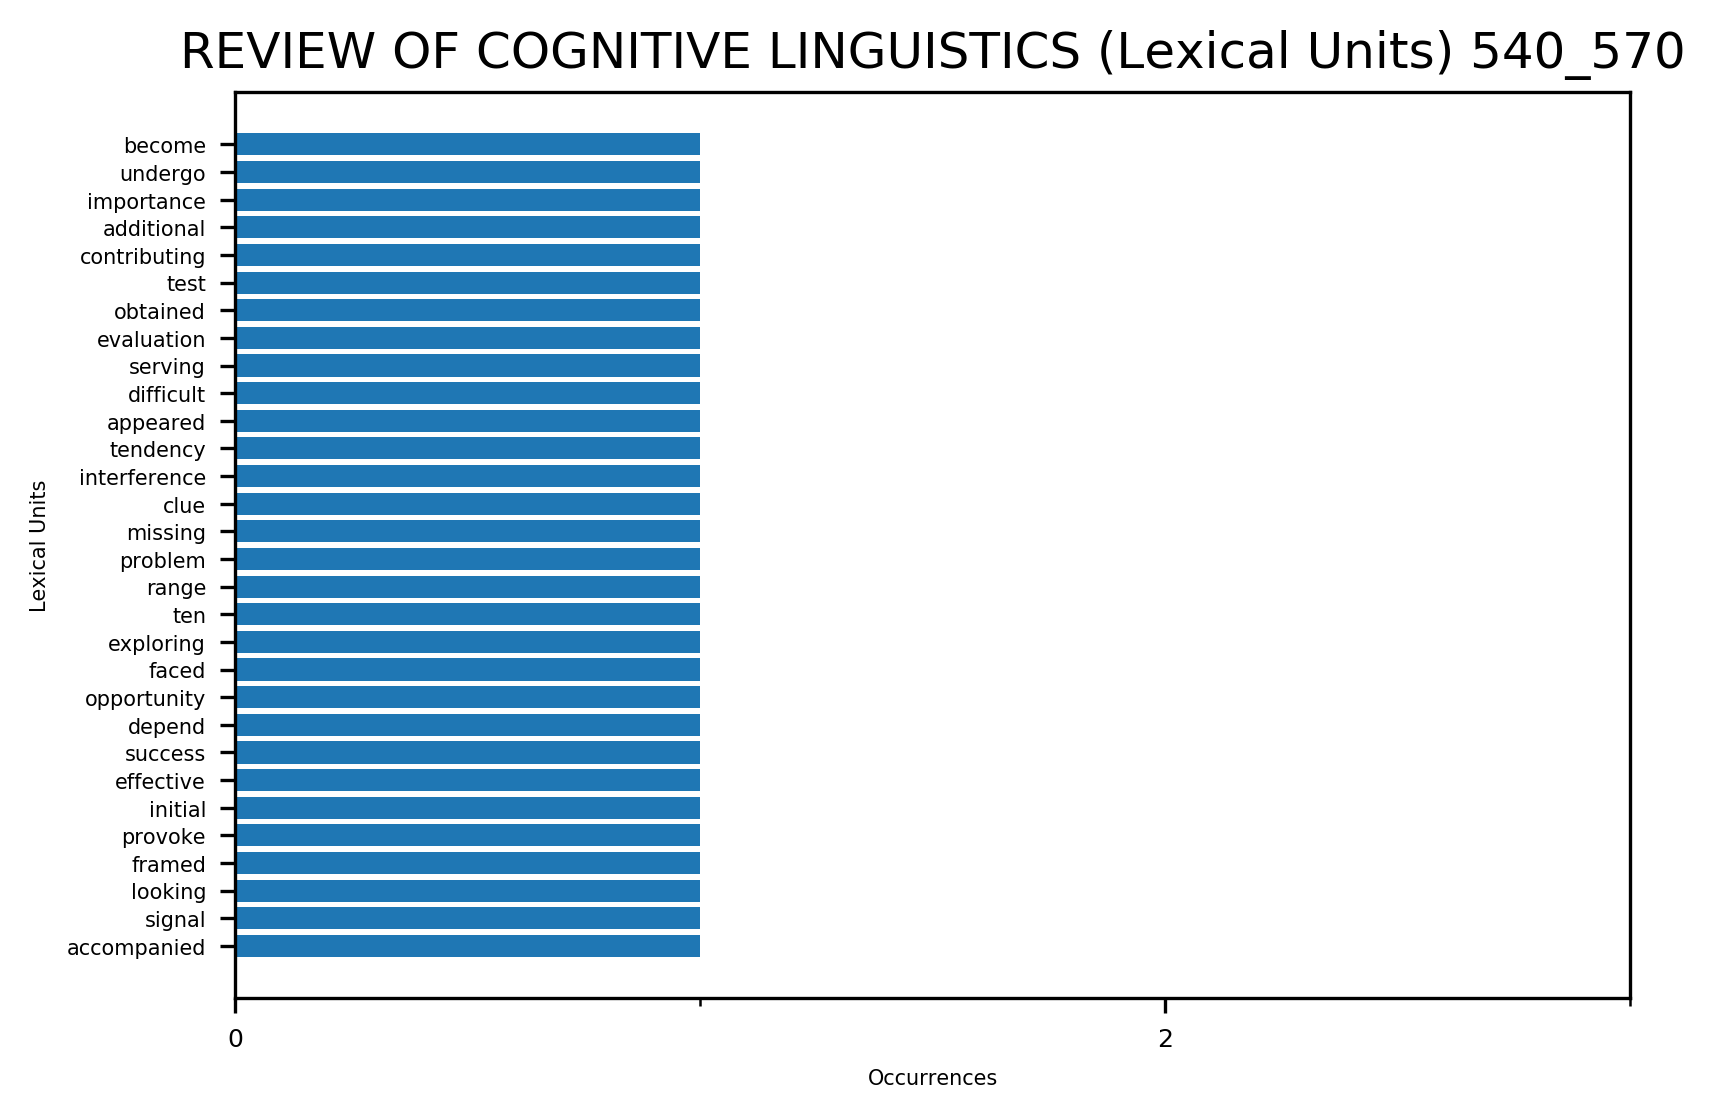 REVIEW OF COGNITIVE LINGUISTICS (Lexical Units) 540_570
Lexical Units
become
undergo
importance
additional
contributing
test
obtained
evaluation
serving
difficult
appeared
tendency
interference
clue
missing
problem
range
ten
exploring
faced
opportunity
depend
success
effective
initial
provoke
framed
looking
signal
accompanied
0 2
Occurrences